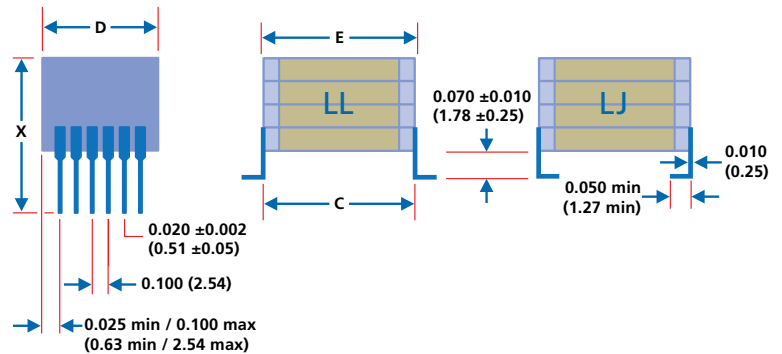 D
X
0.020 ±0.002
(0.51 ±0.05)
0.100 (2.54)
0.025 min / 0.100 max
(0.63 min / 2.54 max)
E
LL
C
0.070 ±0.010
(1.78 ±0.25)
LJ
0.010
(0.25)
0.050 min
(1.27 min)